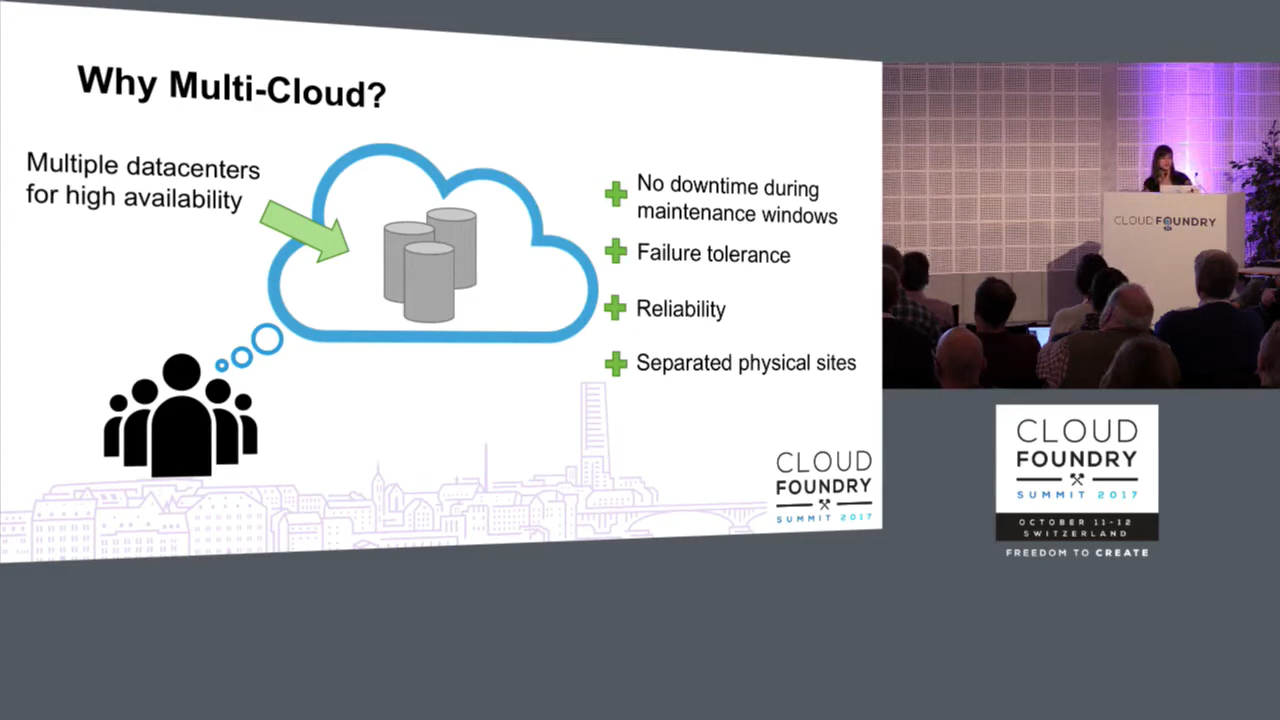 Why Multi-Cloud?
Multiple datacenters
for high availability
No downtime during
maintenance windows
Failure tolerance
Reliability
Separated physical sites
CLOUD
FOUNDRY
SUMMIT 2017
CLOUD FOUNDRY
CLOUD
FOUNDRY
SUMMIT 2017
OCTOBER 11-12
SWITZERLAND
FREEDOM TO CREATE